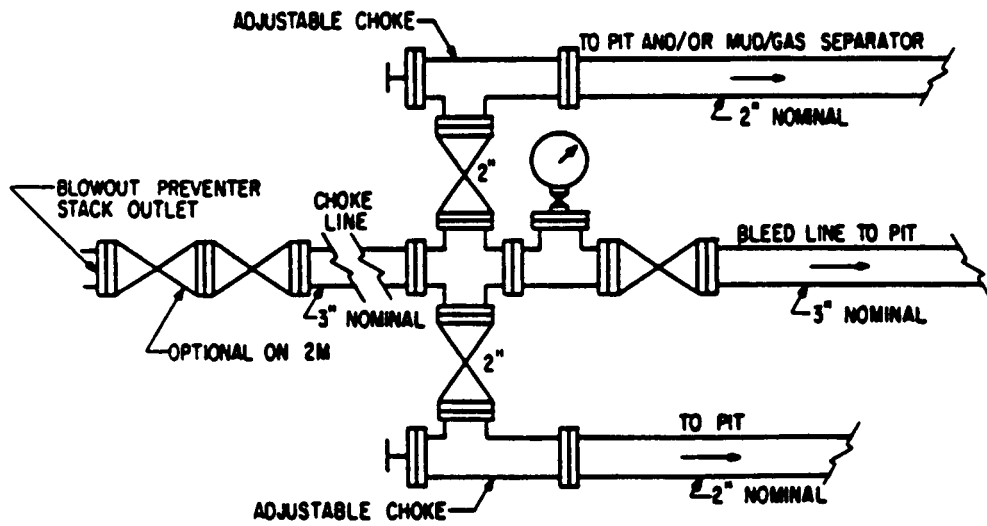 ADJUSTABLE CHOKE
TO PIT AND/OR MUD/GAS SEPARATOR
2" NOMINAL
2"
BLOWOUT PREVENTER
STACK OUTLET
CHOKE
LINE
BLEED LINE TO PIT
3" NOMINAL
3" NOMINAL
OPTIONAL ON 2M
2"
TO PIT
2" NOMINAL
ADJUSTABLE CHOKE